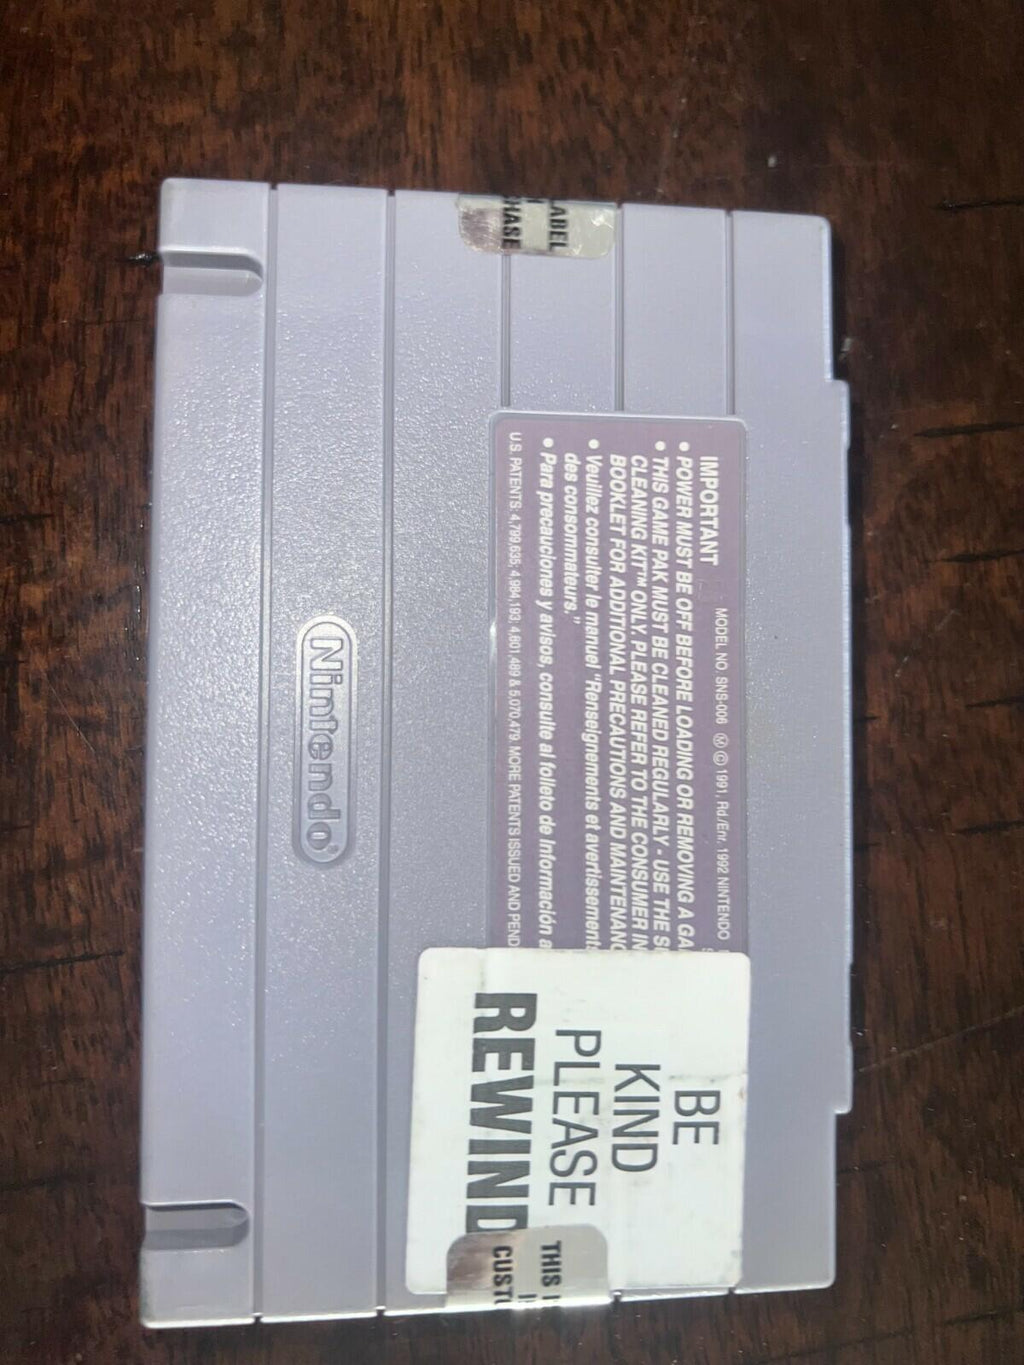 ABEL
HASE
IMPORTANT
MODEL NO. SNS-006 Ⓜ © 1991, Rd./Enr. 1992 NINTENDO
• POWER MUST BE OFF BEFORE LOADING OR REMOVING A GA
• THIS GAME PAK MUST BE CLEANED REGULARLY - USE THE S
CLEANING KIT™ ONLY. PLEASE REFER TO THE CONSUMER IN
BOOKLET FOR ADDITIONAL PRECAUTIONS AND MAINTENANC
• Veuillez consulter le manuel "Renseignements et avertissement
des consommateurs."
• Para precauciones y avisos, consulte al folleto de Información a
U.S. PATENTS: 4,799,635; 4,984,193; 4,601,489 & 5,070,479. MORE PATENTS ISSUED AND PEND
Nintendo®
BE
KIND
PLEASE
REWIND
THIS
CUST